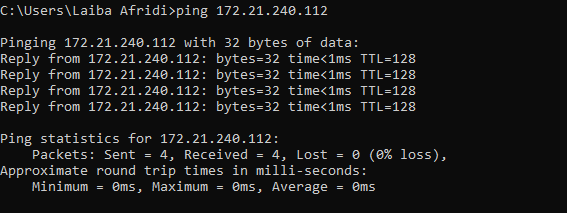 C:\Users\Laiba Afridi>ping 172.21.240.112
Pinging 172.21.240.112 with 32 bytes of data:
Reply from 172.21.240.112: bytes=32 time<1ms TTL=128
Reply from 172.21.240.112: bytes=32 time<1ms TTL=128
Reply from 172.21.240.112: bytes=32 time<1ms TTL=128
Reply from 172.21.240.112: bytes=32 time<1ms TTL=128
Ping statistics for 172.21.240.112:
    Packets: Sent = 4, Received = 4, Lost = 0 (0% loss),
Approximate round trip times in milli-seconds:
    Minimum = 0ms, Maximum = 0ms, Average = 0ms